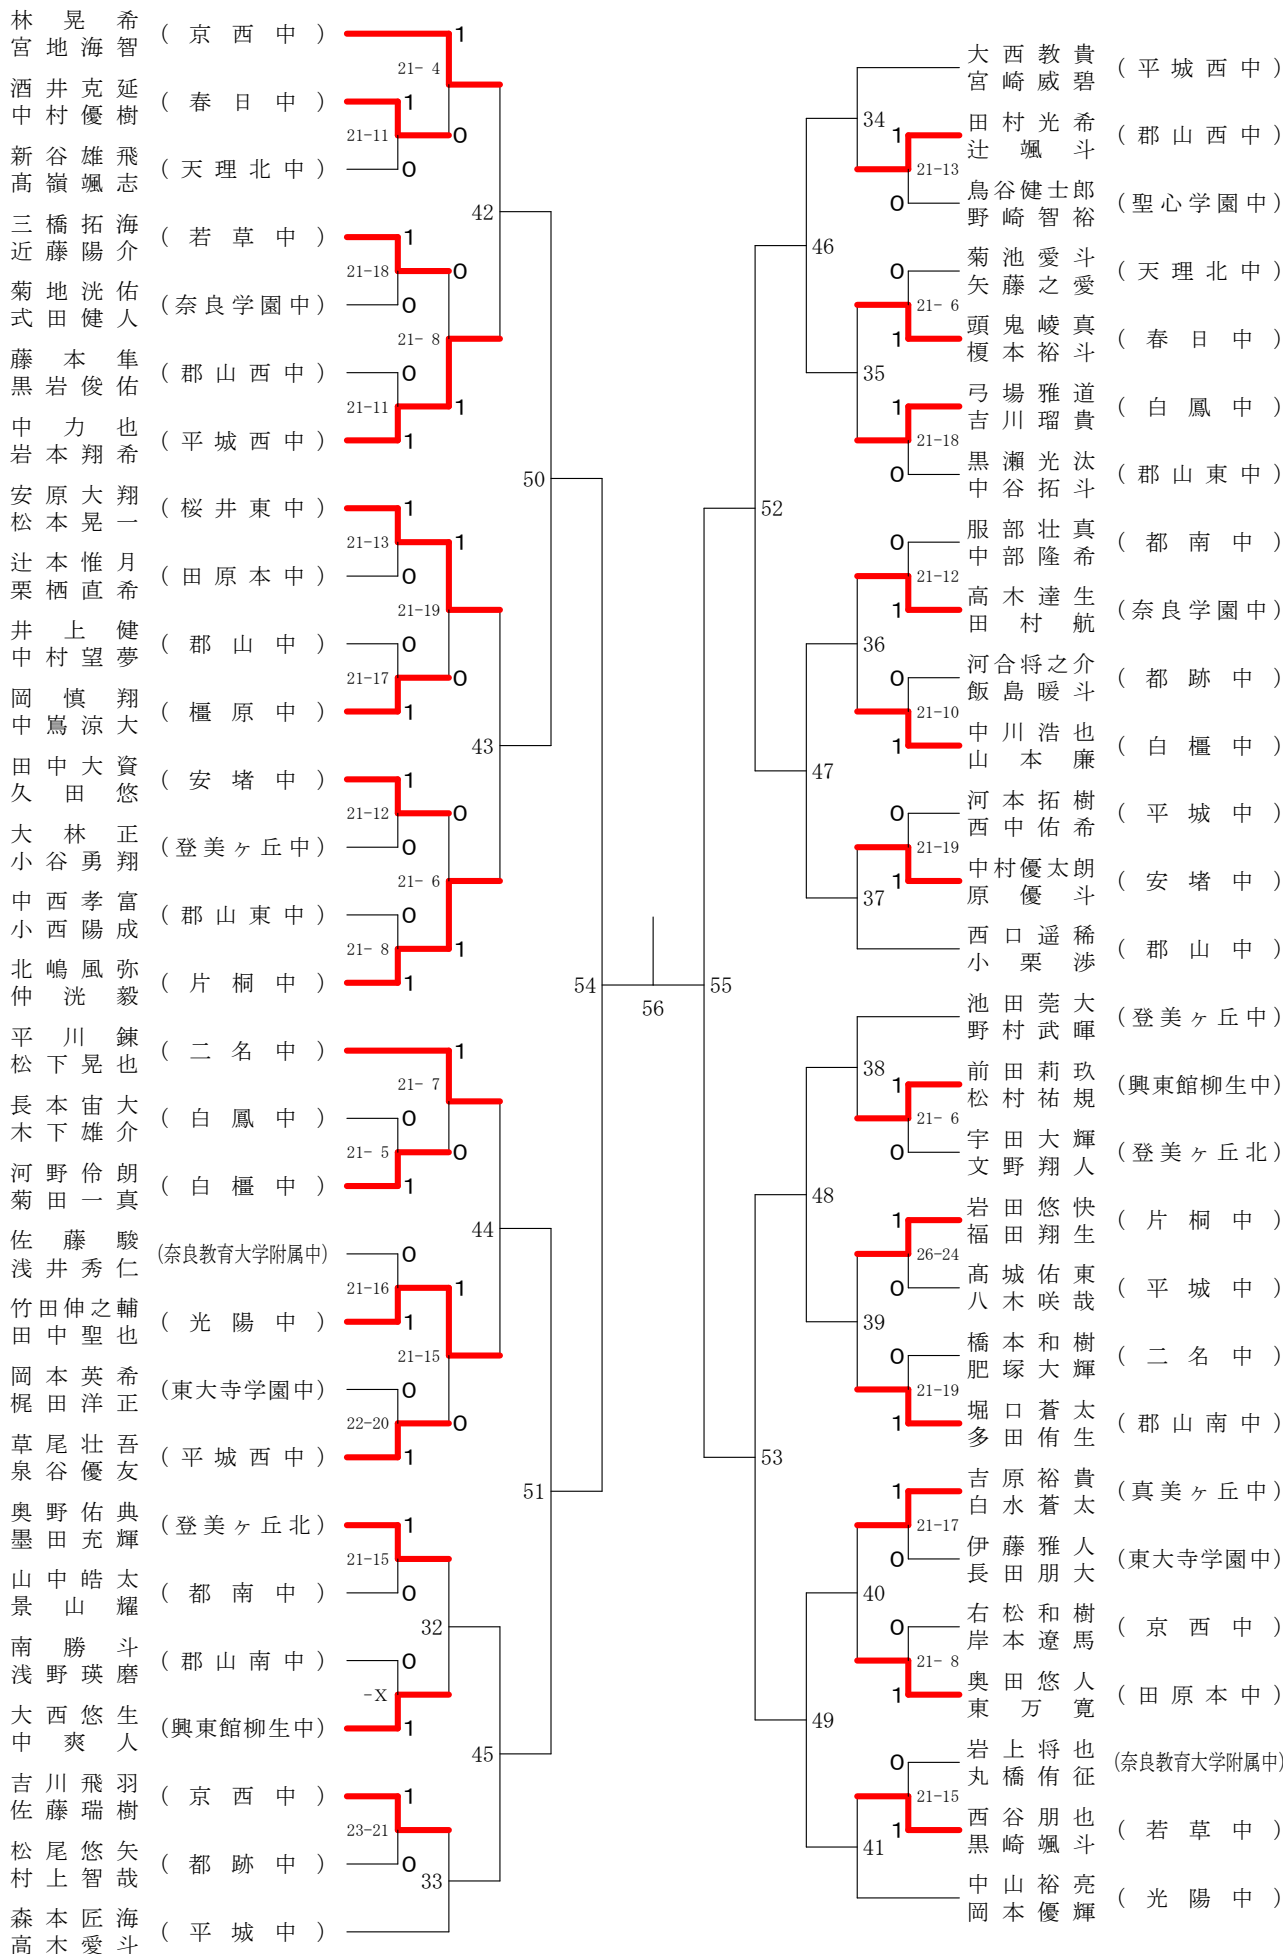 林晃希
宮地海智
(京西中)
1
21- 4
酒井克延
中村優樹
(春日中)
1
21-11
0
新谷雄飛
髙嶺颯志
(天理北中)
0
42
三橋拓海
近藤陽介
(若草中)
1
21-18
0
菊地洸佑
式田健人
(奈良学園中)
0
21- 8
藤本隼
黒岩俊佑
(郡山西中)
0
21-11
1
中力也
岩本翔希
(平城西中)
1
50
安原大翔
松本晃一
(桜井東中)
1
21-13
1
辻本惟月
栗栖直希
(田原本中)
0
21-19
井上健
中村望夢
(郡山中)
0
21-17
0
岡慎翔
中嶌涼大
(橿原中)
1
43
田中大資
久田悠
(安堵中)
1
21-12
0
大林正
小谷勇翔
(登美ヶ丘中)
0
21- 6
中西孝富
小西陽成
(郡山東中)
0
21- 8
1
北嶋風弥
仲洸毅
(片桐中)
1
54
平川錬
松下晃也
(二名中)
1
21- 7
長本宙大
木下雄介
(白鳳中)
0
21- 5
0
河野伶朗
菊田一真
(白橿中)
1
44
佐藤駿
浅井秀仁
(奈良教育大学附属中)
0
21-16
1
竹田伸之輔
田中聖也
(光陽中)
1
21-15
岡本英希
梶田洋正
(東大寺学園中)
0
22-20
0
草尾壮吾
泉谷優友
(平城西中)
1
51
奥野佑典
墨田充輝
(登美ヶ丘北)
1
21-15
山中皓太
景山耀
(都南中)
0
32
南勝斗
浅野瑛磨
(郡山南中)
0
-X
大西悠生
中爽人
(興東館柳生中)
1
45
吉川飛羽
佐藤瑞樹
(京西中)
1
23-21
松尾悠矢
村上智哉
(都跡中)
0
33
森本匠海
高木愛斗
(平城中)
56
大西教貴
宮崎威碧
(平城西中)
34
田村光希
辻颯斗
(郡山西中)
1
21-13
鳥谷健士郎
野崎智裕
(聖心学園中)
0
46
菊池愛斗
矢藤之愛
(天理北中)
0
21- 6
頭鬼崚真
榎本裕斗
(春日中)
1
35
弓場雅道
吉川瑠貴
(白鳳中)
1
21-18
黒瀬光汰
中谷拓斗
(郡山東中)
0
52
服部壮真
中部隆希
(都南中)
0
21-12
高木達生
田村航
(奈良学園中)
1
36
河合将之介
飯島暖斗
(都跡中)
0
21-10
中川浩也
山本廉
(白橿中)
1
47
河本拓樹
西中佑希
(平城中)
0
21-19
中村優太朗
原優斗
(安堵中)
1
37
西口遥稀
小栗渉
(郡山中)
55
池田莞大
野村武暉
(登美ヶ丘中)
38
前田莉玖
松村祐規
(興東館柳生中)
1
21- 6
宇田大輝
文野翔人
(登美ヶ丘北)
0
48
岩田悠快
福田翔生
(片桐中)
1
26-24
髙城佑東
八木咲哉
(平城中)
0
39
橋本和樹
肥塚大輝
(二名中)
0
21-19
堀口蒼太
多田侑生
(郡山南中)
1
53
吉原裕貴
白水蒼太
(真美ヶ丘中)
1
21-17
伊藤雅人
長田朋大
(東大寺学園中)
0
40
右松和樹
岸本遼馬
(京西中)
0
21- 8
奥田悠人
東万寛
(田原本中)
1
49
岩上将也
丸橋侑征
(奈良教育大学附属中)
0
21-15
西谷朋也
黒崎颯斗
(若草中)
1
41
中山裕亮
岡本優輝
(光陽中)